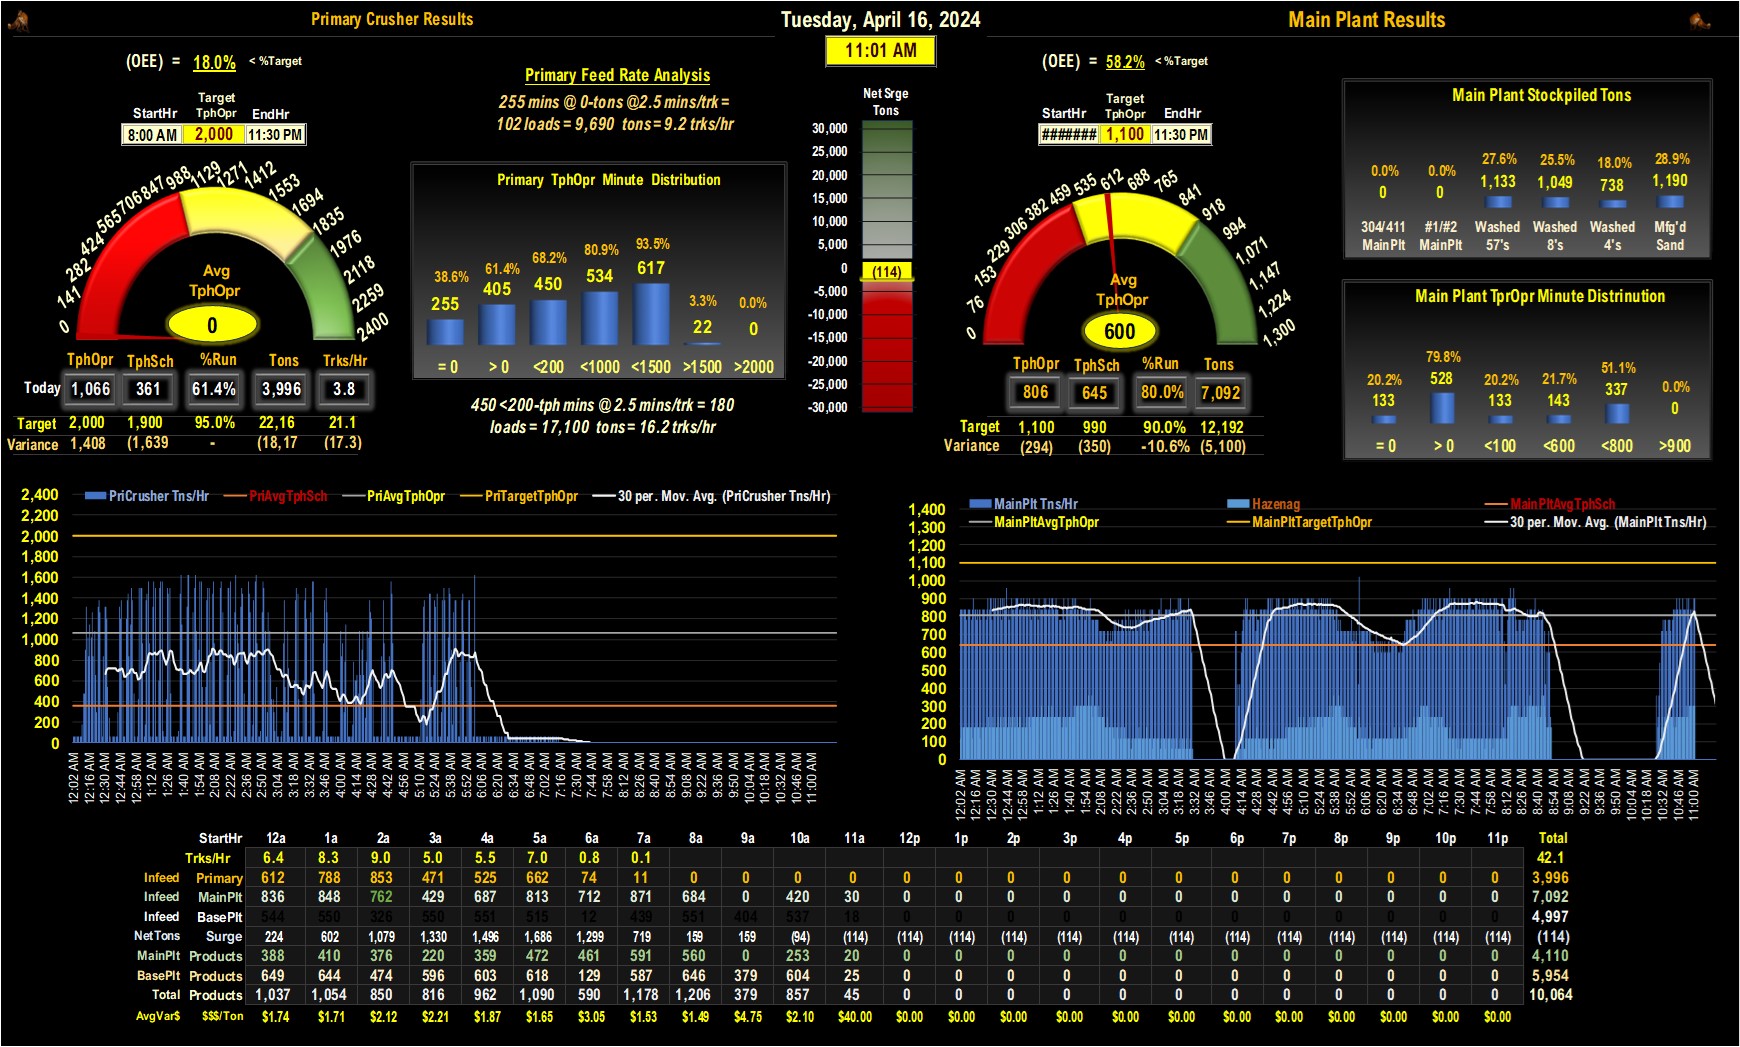 Primary Crusher Results
Tuesday, April 16, 2024
Main Plant Results
11:01 AM
(OEE) = 18.0% < %Target
StartHr Target TphOpr EndHr
8:00 AM 2,000 11:30 PM
0 141 282 424 565 706 847 988 1129 1271 1412 1553 1694 1835 1976 2118 2259 2400
Avg
TphOpr
0
TphOpr TphSch %Run Tons Trks/Hr
Today 1,066 361 61.4% 3,996 3.8
Target 2,000 1,900 95.0% 22,16 21.1
Variance 1,408 (1,639 - (18,17 (17.3)
Primary Feed Rate Analysis
255 mins @ 0-tons @2.5 mins/trk =
102 loads = 9,690 tons = 9.2 trks/hr
Primary TphOpr Minute Distribution
38.6% 61.4% 68.2% 80.9% 93.5% 3.3% 0.0%
255 405 450 534 617 22 0
= 0 > 0 <200 <1000 <1500 >1500 >2000
450 <200-tph mins @ 2.5 mins/trk = 180
loads = 17,100 tons = 16.2 trks/hr
Net Srge
Tons
30,000
25,000
20,000
15,000
10,000
5,000
0
(114)
-5,000
-10,000
-15,000
-20,000
-25,000
-30,000
(OEE) = 58.2% < %Target
StartHr Target TphOpr EndHr
####### 1,100 11:30 PM
0 76 153 229 306 382 459 535 612 688 765 841 918 994 1,071 1,147 1,224 1,300
Avg
TphOpr
600
TphOpr TphSch %Run Tons
806 645 80.0% 7,092
Target 1,100 990 90.0% 12,192
Variance (294) (350) -10.6% (5,100)
Main Plant Stockpiled Tons
0.0% 0.0% 27.6% 25.5% 18.0% 28.9%
0 0 1,133 1,049 738 1,190
304/411 #1/#2 Washed Washed Washed Mfg'd
MainPlt MainPlt 57's 8's 4's Sand
Main Plant TprOpr Minute Distrinution
20.2% 79.8% 20.2% 21.7% 51.1% 0.0%
133 528 133 143 337 0
= 0 > 0 <100 <600 <800 >900
PriCrusher Tns/Hr PriAvgTphSch PriAvgTphOpr PriTargetTphOpr 30 per. Mov. Avg. (PriCrusher Tns/Hr)
2,400
2,200
2,000
1,800
1,600
1,400
1,200
1,000
800
600
400
200
0
12:02 AM 12:16 AM 12:30 AM 12:44 AM 12:58 AM 1:12 AM 1:26 AM 1:40 AM 1:54 AM 2:08 AM 2:22 AM 2:36 AM 2:50 AM 3:04 AM 3:18 AM 3:32 AM 3:46 AM 4:00 AM 4:14 AM 4:28 AM 4:42 AM 4:56 AM 5:10 AM 5:24 AM 5:38 AM 5:52 AM 6:06 AM 6:20 AM 6:34 AM 6:48 AM 7:02 AM 7:16 AM 7:30 AM 7:44 AM 7:58 AM 8:12 AM 8:26 AM 8:40 AM 8:54 AM 9:08 AM 9:22 AM 9:36 AM 9:50 AM 10:04 AM 10:18 AM 10:32 AM 10:46 AM 11:00 AM
MainPlt Tns/Hr Hazenag MainPltAvgTphSch
MainPltAvgTphOpr MainPltTargetTphOpr 30 per. Mov. Avg. (MainPlt Tns/Hr)
1,400
1,300
1,200
1,100
1,000
900
800
700
600
500
400
300
200
100
0
12:02 AM 12:16 AM 12:30 AM 12:44 AM 12:58 AM 1:12 AM 1:26 AM 1:40 AM 1:54 AM 2:08 AM 2:22 AM 2:36 AM 2:50 AM 3:04 AM 3:18 AM 3:32 AM 3:46 AM 4:00 AM 4:14 AM 4:28 AM 4:42 AM 4:56 AM 5:10 AM 5:24 AM 5:38 AM 5:52 AM 6:06 AM 6:20 AM 6:34 AM 6:48 AM 7:02 AM 7:16 AM 7:30 AM 7:44 AM 7:58 AM 8:12 AM 8:26 AM 8:40 AM 8:54 AM 9:08 AM 9:22 AM 9:36 AM 9:50 AM 10:04 AM 10:18 AM 10:32 AM 10:46 AM 11:00 AM
StartHr 12a 1a 2a 3a 4a 5a 6a 7a 8a 9a 10a 11a 12p 1p 2p 3p 4p 5p 6p 7p 8p 9p 10p 11p Total
Trks/Hr 6.4 8.3 9.0 5.0 5.5 7.0 0.8 0.1 42.1
Infeed Primary 612 788 853 471 525 662 74 11 0 0 0 0 0 0 0 0 0 0 0 0 0 0 0 0 3,996
Infeed MainPlt 836 848 762 429 687 813 712 871 684 0 420 30 0 0 0 0 0 0 0 0 0 0 0 0 7,092
Infeed BasePlt 544 550 326 550 551 515 12 439 551 404 537 18 0 0 0 0 0 0 0 0 0 0 0 0 4,997
NetTons Surge 224 602 1,079 1,330 1,496 1,686 1,299 719 159 159 (94) (114) (114) (114) (114) (114) (114) (114) (114) (114) (114) (114) (114) (114) (114)
MainPlt Products 388 410 376 220 359 472 461 591 560 0 253 20 0 0 0 0 0 0 0 0 0 0 0 0 4,110
BasePlt Products 649 644 474 596 603 618 129 587 646 379 604 25 0 0 0 0 0 0 0 0 0 0 0 0 5,954
Total Products 1,037 1,054 850 816 962 1,090 590 1,178 1,206 379 857 45 0 0 0 0 0 0 0 0 0 0 0 0 10,064
AvgVar$ $$$/Ton $1.74 $1.71 $2.12 $2.21 $1.87 $1.65 $3.05 $1.53 $1.49 $4.75 $2.10 $40.00 $0.00 $0.00 $0.00 $0.00 $0.00 $0.00 $0.00 $0.00 $0.00 $0.00 $0.00 $0.00